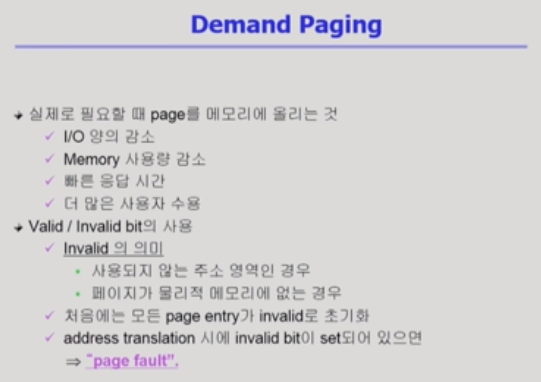 Demand Paging
실제로 필요할 때 page를 메모리에 올리는 것
I/O 양의 감소
Memory 사용량 감소
빠른 응답 시간
더 많은 사용자 수용
Valid / Invalid bit의 사용
Invalid 의 의미
사용되지 않는 주소 영역인 경우
페이지가 물리적 메모리에 없는 경우
처음에는 모든 page entry가 invalid로 초기화
address translation 시에 invalid bit이 set되어 있으면
⇒ "page fault".